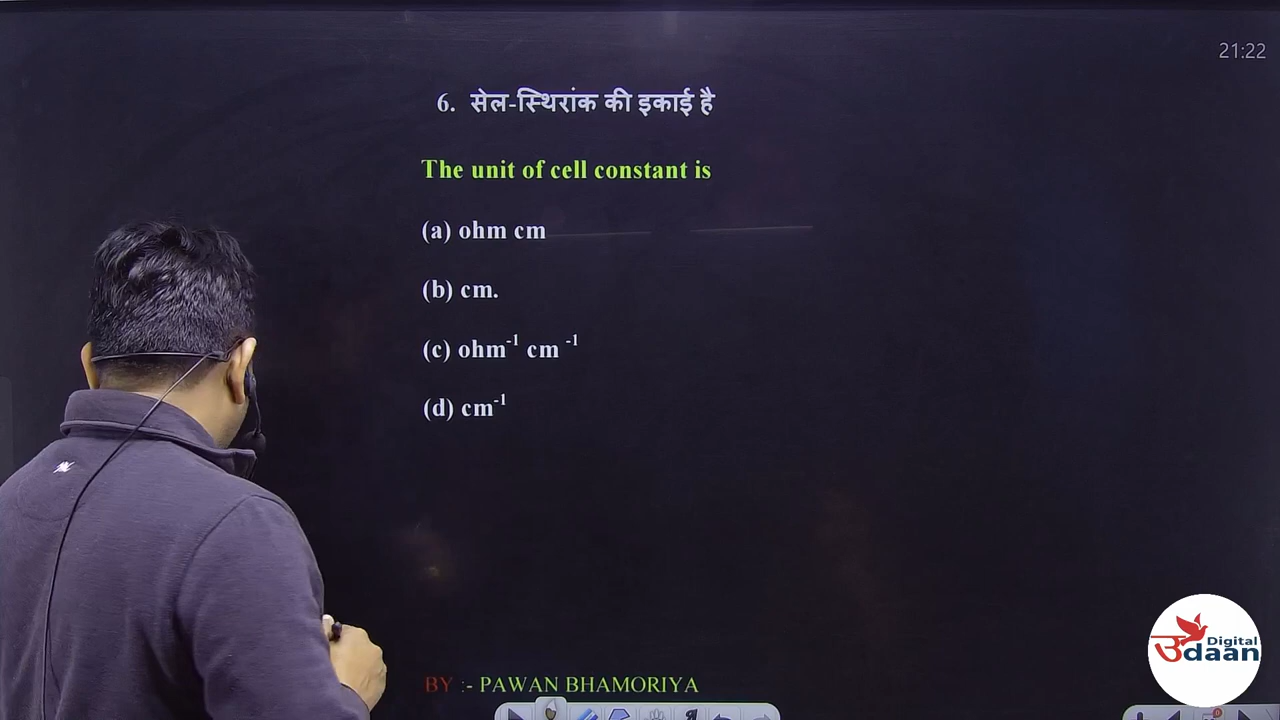 21:22
6. सेल-स्थिरांक की इकाई है
The unit of cell constant is
(a) ohm cm
(b) cm.
(c) ohm⁻¹ cm ⁻¹
(d) cm⁻¹
Digital
उdaan
BY :- PAWAN BHAMORIYA